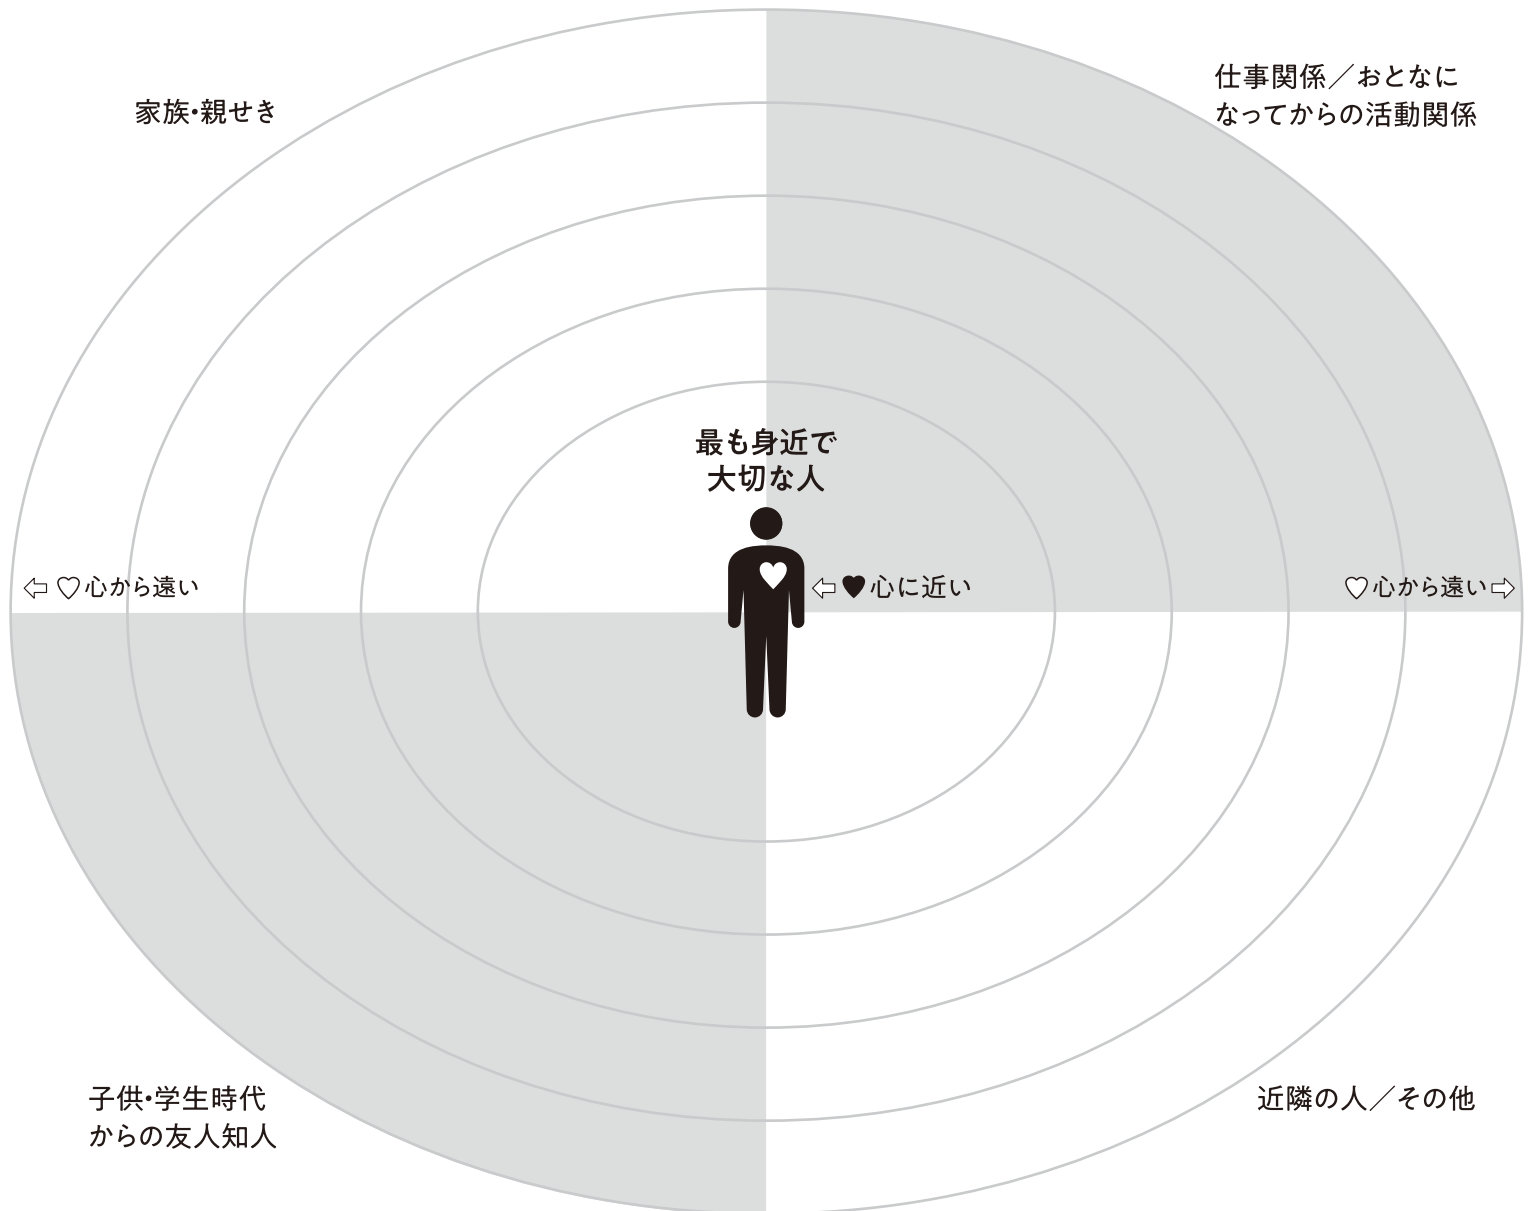 家族・親せき
仕事関係／おとなに
なってからの活動関係
最も身近で
大切な人
⇦ ♡心から遠い
⇦ ♥心に近い
♡心から遠い⇨
子供・学生時代
からの友人知人
近隣の人／その他